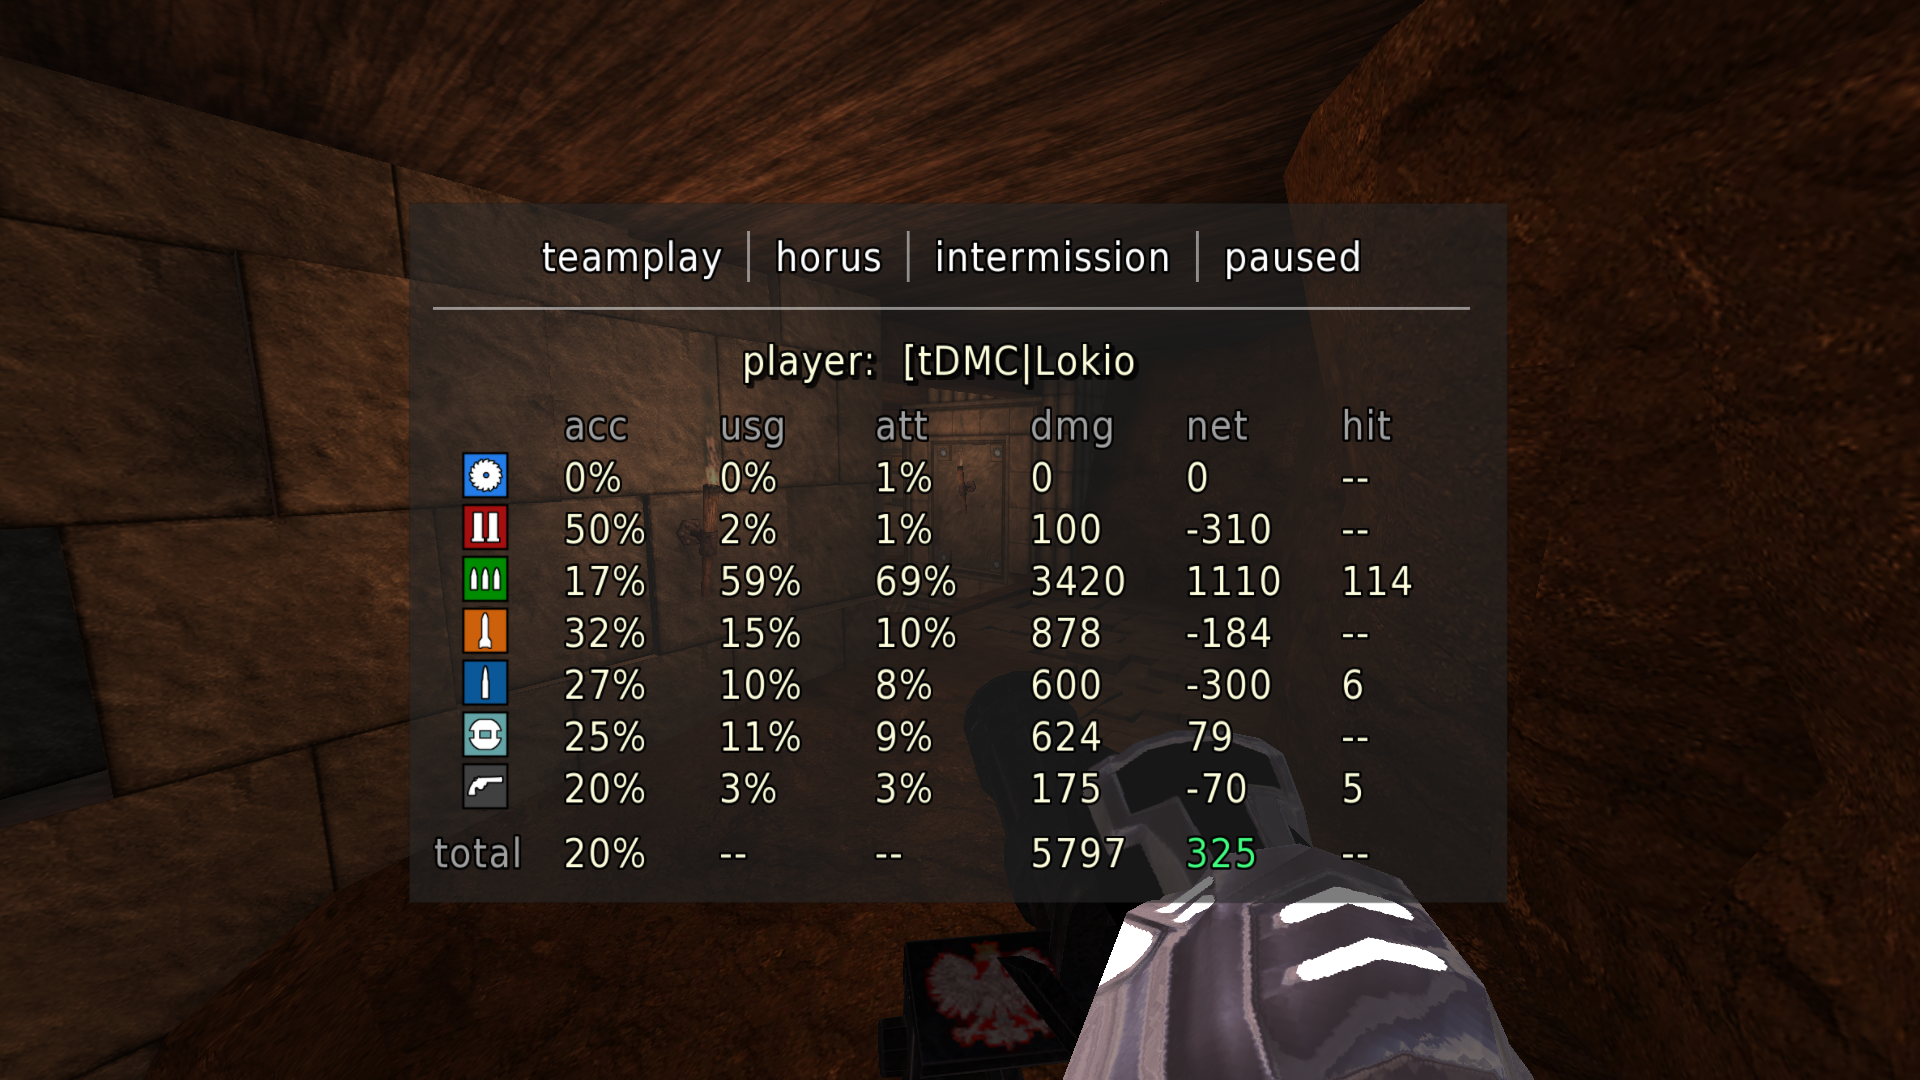 teamplay | horus | intermission | paused
player: [tDMC|Lokio
acc usg att dmg net hit
0% 0% 1% 0 0 --
50% 2% 1% 100 -310 --
17% 59% 69% 3420 1110 114
32% 15% 10% 878 -184 --
27% 10% 8% 600 -300 6
25% 11% 9% 624 79 --
20% 3% 3% 175 -70 5
total 20% -- -- 5797 325 --